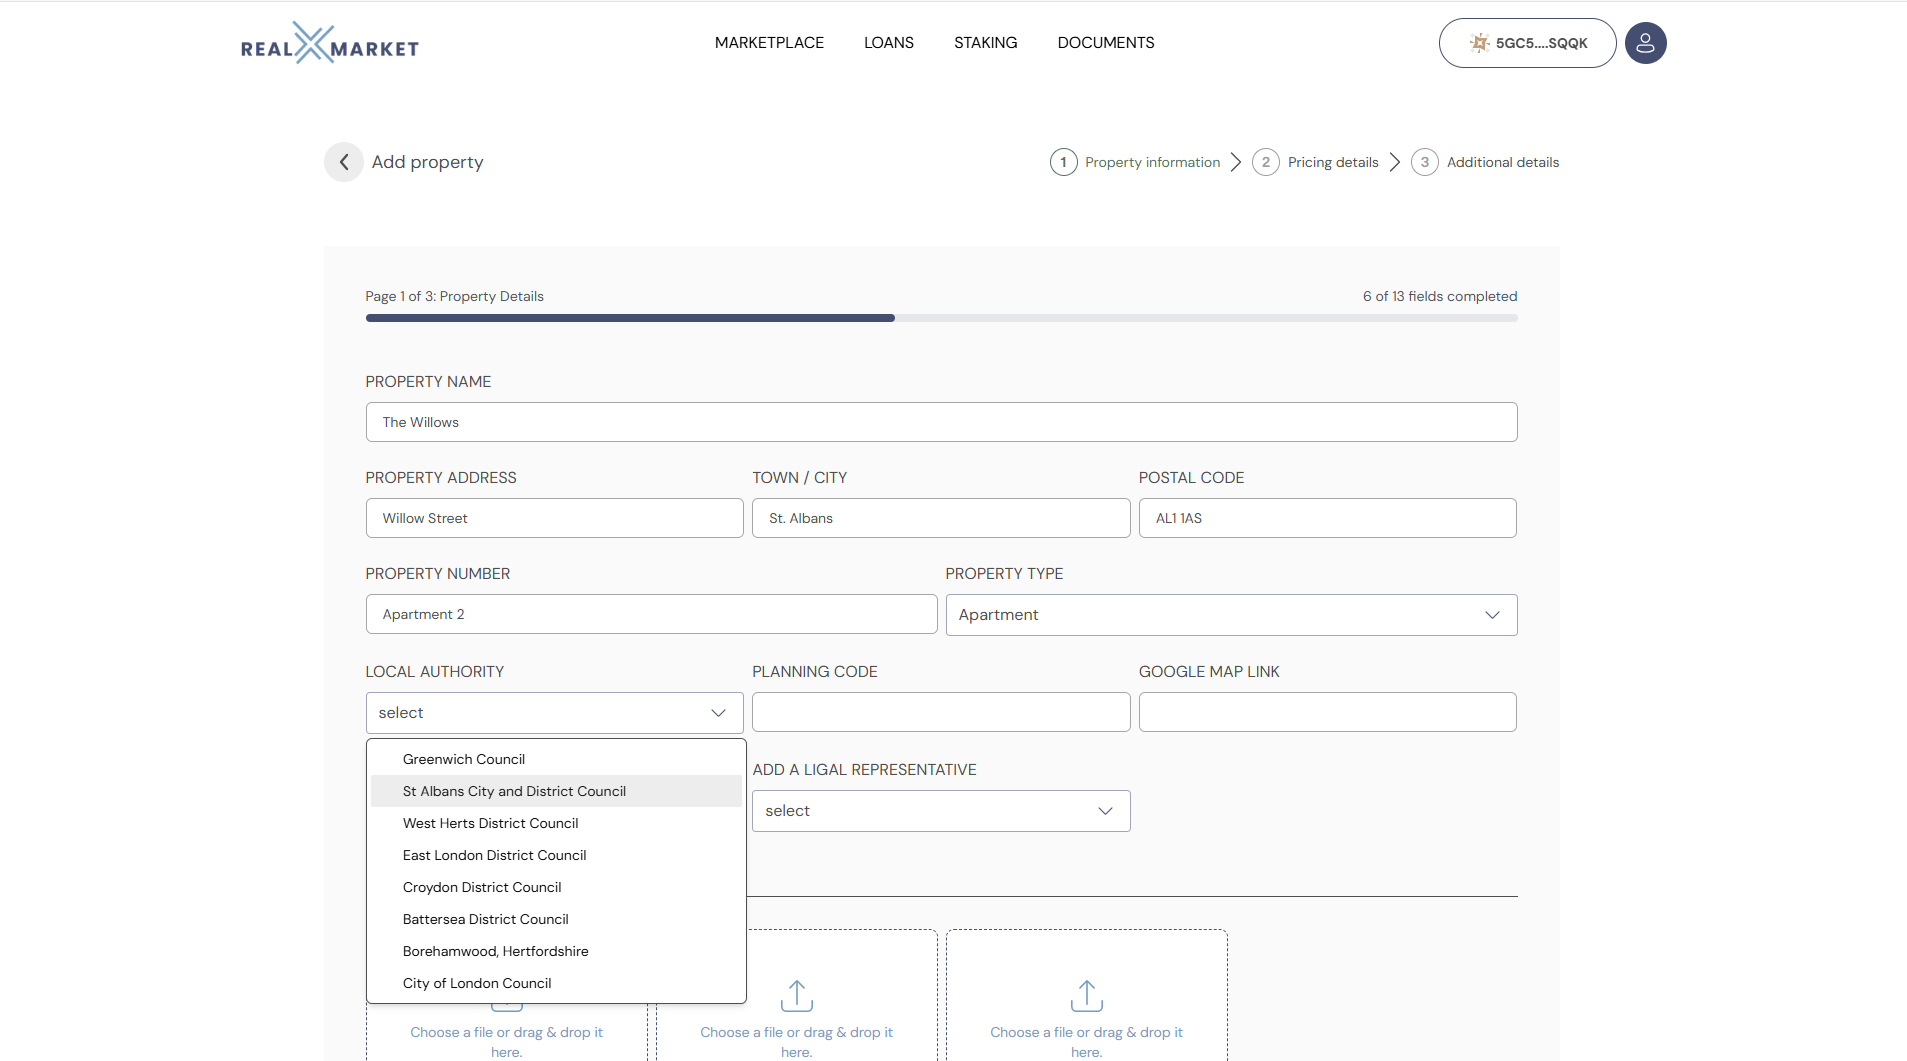 REAL MARKET
MARKETPLACE LOANS STAKING DOCUMENTS
5GC5....SQQK
Add property
1 Property information 2 Pricing details 3 Additional details
Page 1 of 3: Property Details 6 of 13 fields completed
PROPERTY NAME
The Willows
PROPERTY ADDRESS TOWN / CITY POSTAL CODE
Willow Street St. Albans AL1 1AS
PROPERTY NUMBER PROPERTY TYPE
Apartment 2 Apartment
LOCAL AUTHORITY PLANNING CODE GOOGLE MAP LINK
select
Greenwich Council
St Albans City and District Council
West Herts District Council
East London District Council
Croydon District Council
Battersea District Council
Borehamwood, Hertfordshire
City of London Council
ADD A LIGAL REPRESENTATIVE
select
Choose a file or drag & drop it
here.
Choose a file or drag & drop it
here.
Choose a file or drag & drop it
here.